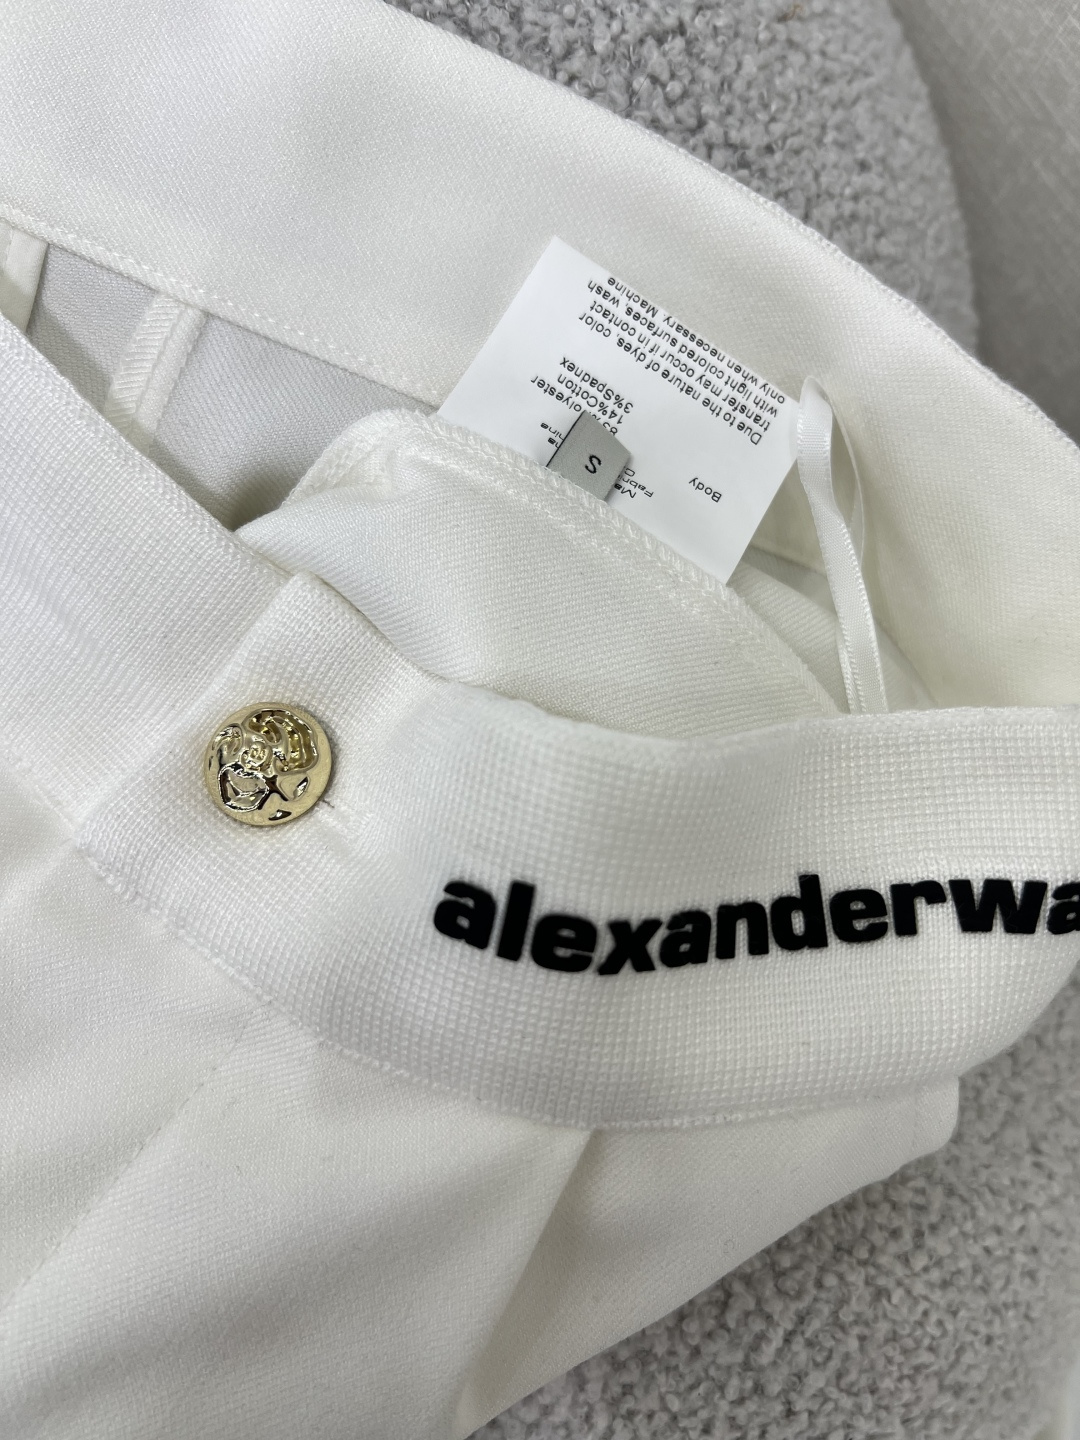 alexanderwa
S
Body
14%Cotton
3%Spadnex
Due to the nature of dyes, color
transfer may occur if in contact
with light colored surfaces, wash
only when necessary. Machine